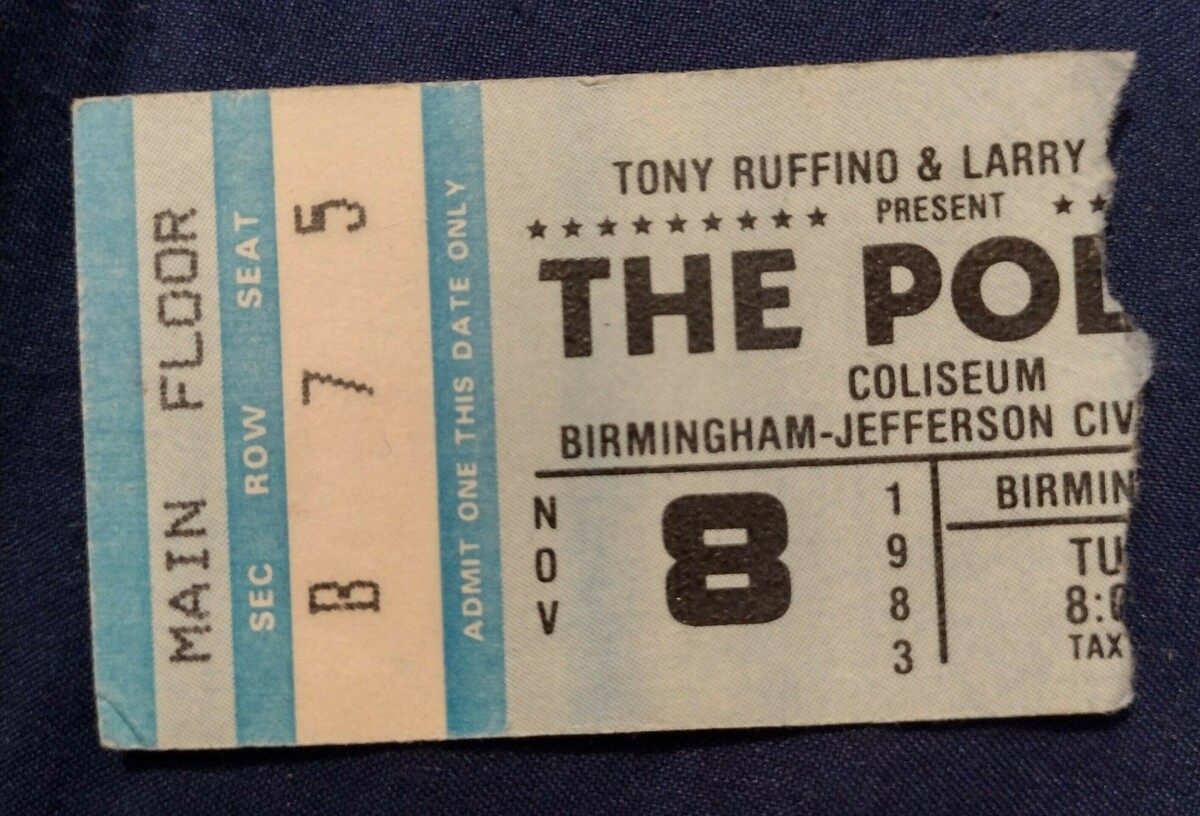 MAIN FLOOR
SEC ROW SEAT
B 7 5
ADMIT ONE THIS DATE ONLY
TONY RUFFINO & LARRY
★★★★★★★★★ PRESENT ★★
THE POL
COLISEUM
BIRMINGHAM-JEFFERSON CIV
NOV 8 1983
BIRMIN
TU
8:0
TAX